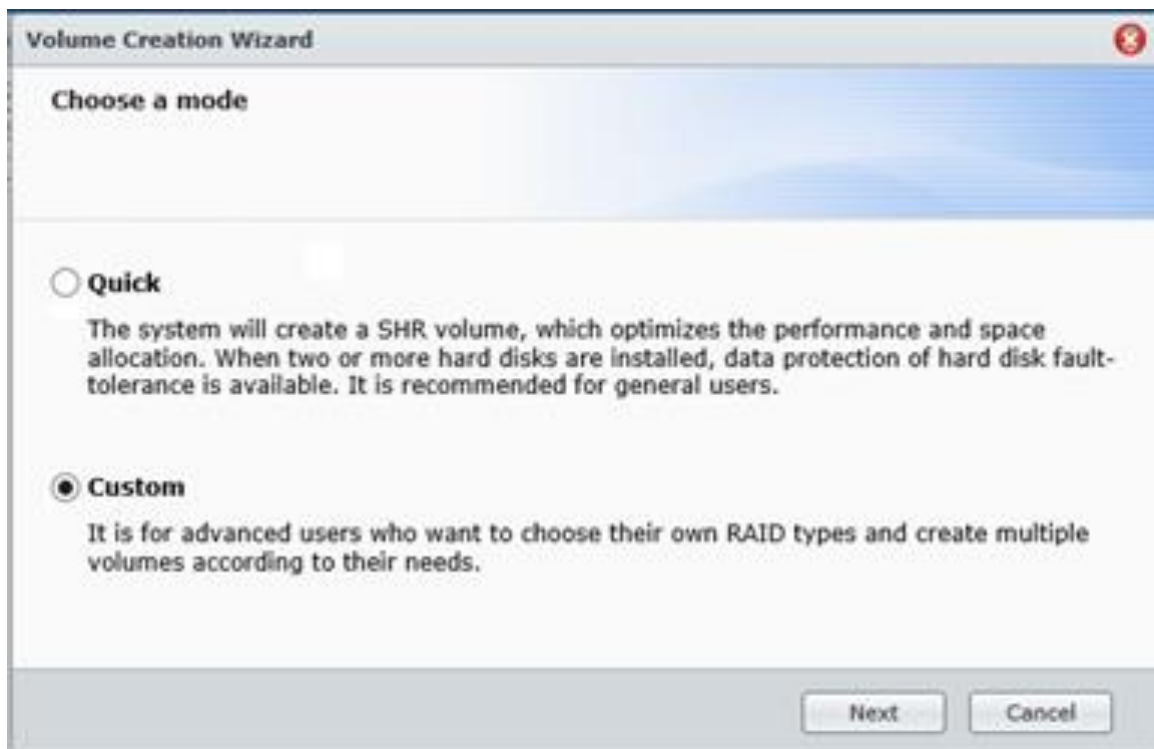 Volume Creation Wizard
Choose a mode
Quick
The system will create a SHR volume, which optimizes the performance and space
allocation. When two or more hard disks are installed, data protection of hard disk fault-
tolerance is available. It is recommended for general users.
Custom
It is for advanced users who want to choose their own RAID types and create multiple
volumes according to their needs.
Next
Cancel